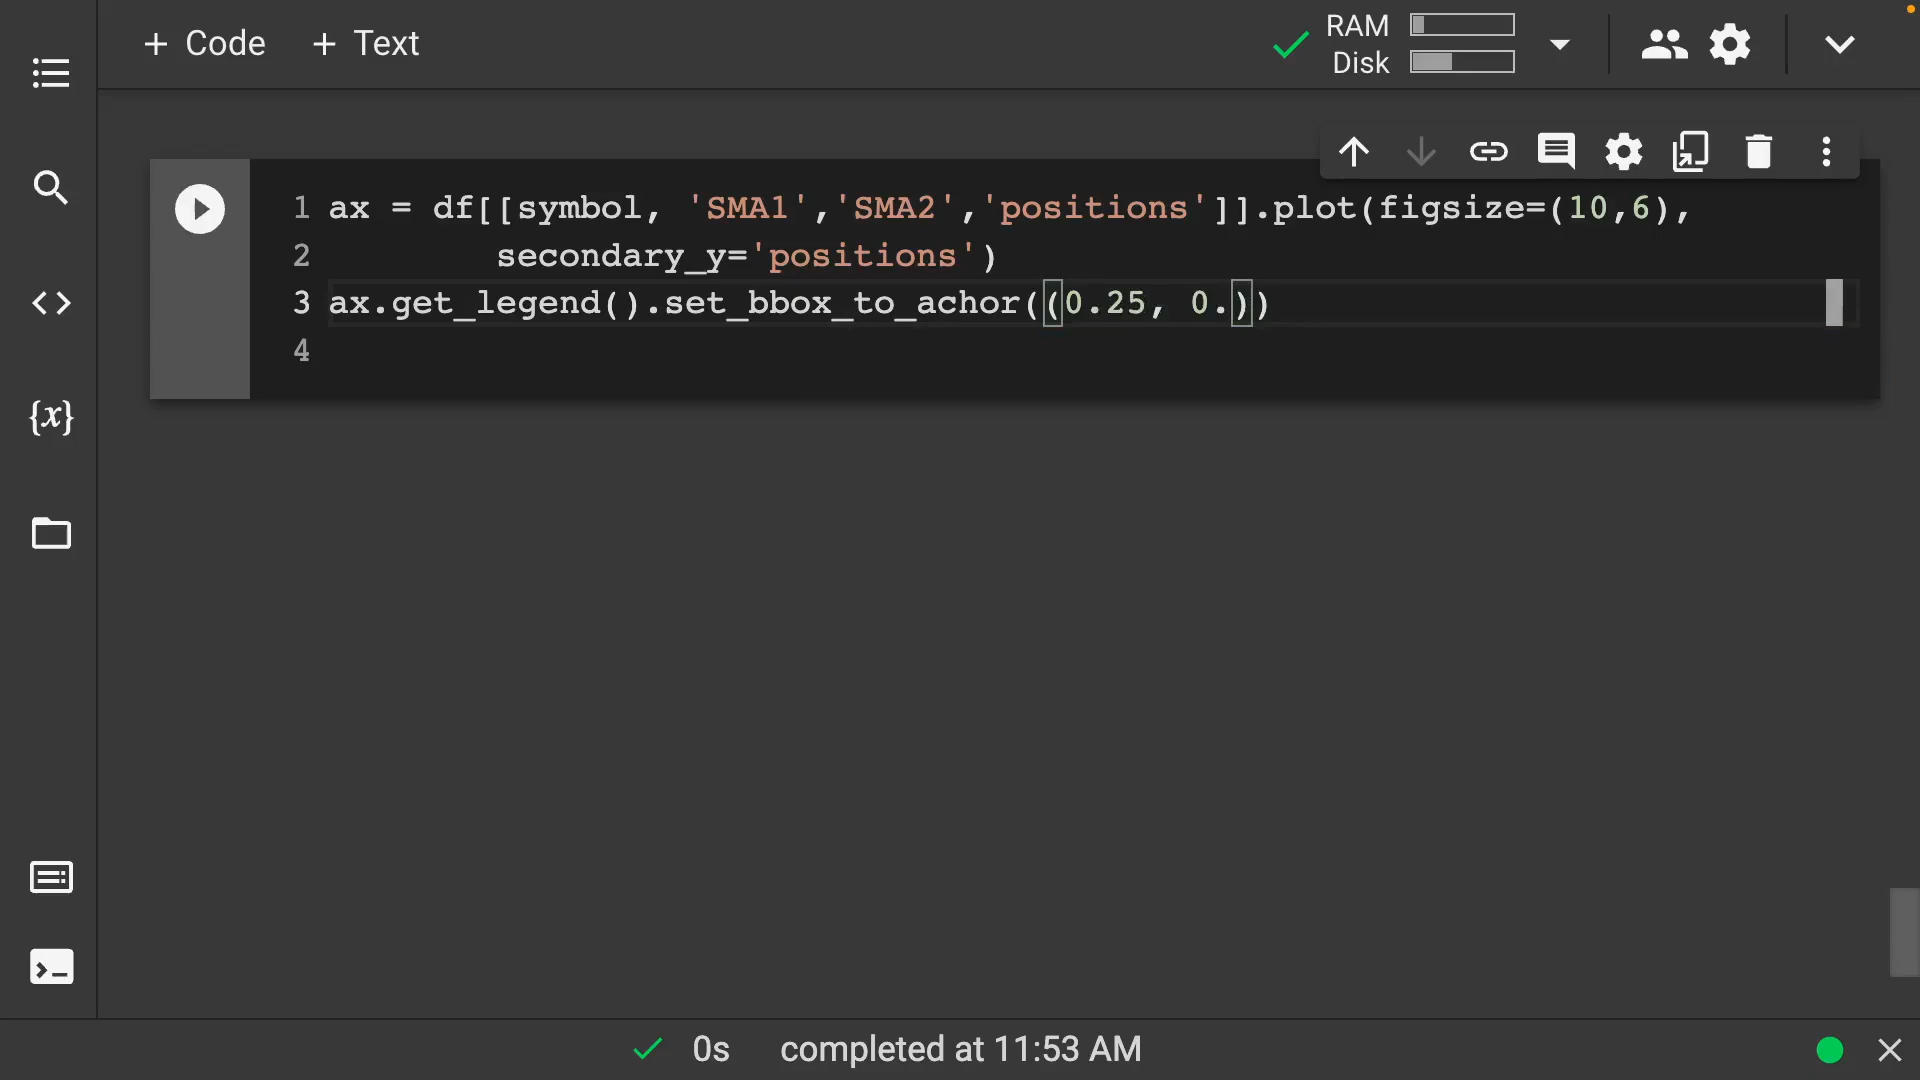 + Code + Text
RAM
Disk
1 ax = df[[symbol, 'SMA1','SMA2','positions']].plot(figsize=(10,6),
2 secondary_y='positions')
3 ax.get_legend().set_bbox_to_achor((0.25, 0.))
4
{x}
0s completed at 11:53 AM